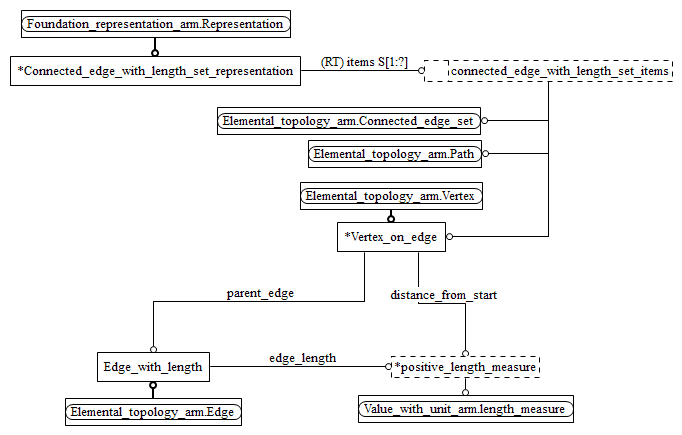 Foundation_representation_arm.Representation
*Connected_edge_with_length_set_representation
(RT) items S[1:?]
connected_edge_with_length_set_items
Elemental_topology_arm.Connected_edge_set
Elemental_topology_arm.Path
Elemental_topology_arm.Vertex
*Vertex_on_edge
parent_edge
distance_from_start
Edge_with_length
edge_length
*positive_length_measure
Elemental_topology_arm.Edge
Value_with_unit_arm.length_measure